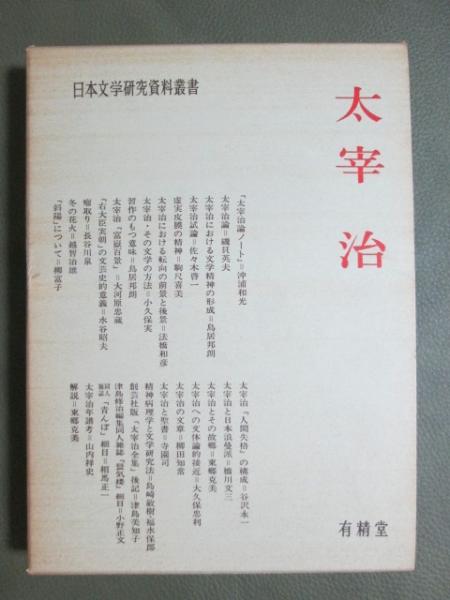 太宰 治
日本文学研究資料叢書
「太宰治論ノート」＝沖浦和光
太宰治論＝磯貝英夫
太宰治における文学精神の形成＝鳥居邦朗
太宰治試論＝佐々木啓一
虚実皮膜の精神＝駒尺喜美
太宰治における転向の前景と後景＝法橋和彦
太宰治・その文学の方法＝小久保実
習作のもつ意味＝鳥居邦朗
太宰治「富嶽百景」＝大河原忠蔵
「右大臣実朝」の文芸史的意義＝水谷昭夫
瘤取り＝長谷川泉
冬の花火＝越智治雄
「斜陽」について＝柳富子
太宰治「人間失格」の構成＝谷沢永一
太宰治と日本浪曼派＝橋川文三
太宰治とその故郷＝東郷克美
太宰治への文体論的接近＝大久保忠利
太宰治の文章＝柳田知常
太宰治と聖書＝寺園司
精神病理学と文学研究法＝島崎敏樹・福水保郎
創芸社版「太宰治全集」後記＝津島美知子
津島修治編集同人雑誌「蜃気楼」細目＝小野正文
同人雑誌「青んぼ」細目＝相馬正一
太宰治年譜考＝山内祥史
解説＝東郷克美
有精堂